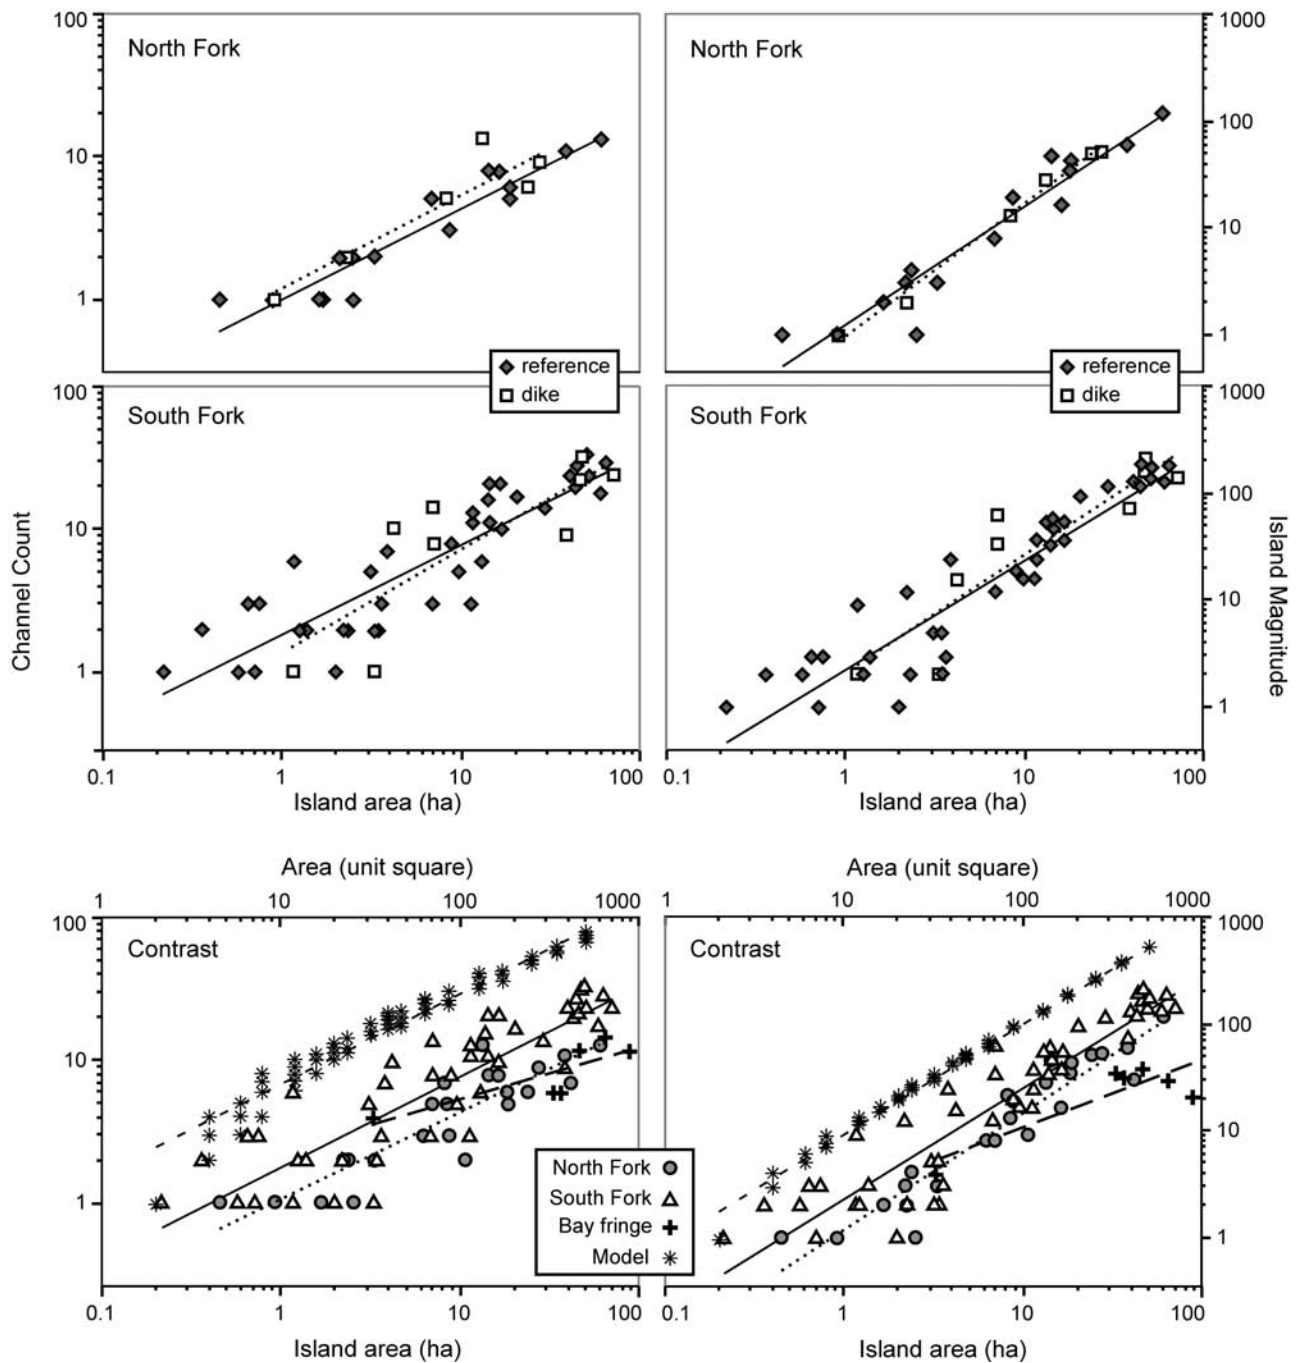 100
10
1
North Fork
North Fork
1000
100
10
1
reference
dike
reference
dike
100
10
1
South Fork
South Fork
1000
100
10
1
Channel Count
Island Magnitude
0.1 1 10 100
Island area (ha)
0.1 1 10 100
Island area (ha)
Area (unit square)
1 10 100 1000
Area (unit square)
1 10 100 1000
100
10
1
Contrast
Contrast
1000
100
10
1
North Fork
South Fork
Bay fringe
Model
0.1 1 10 100
Island area (ha)
0.1 1 10 100
Island area (ha)